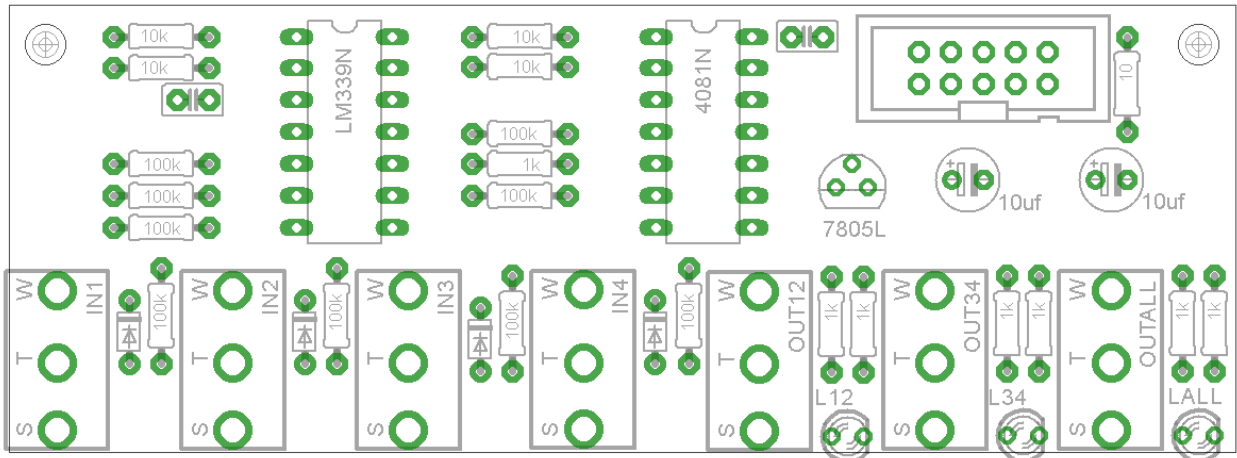 10k
10k
10k
10k
LM339N
4081N
10
100k
1k
100k
100k
100k
100k
7805L
+
10uf
+
10uf
W
T
S
IN1
100k
W
T
S
IN2
100k
W
T
S
IN3
100k
W
T
S
IN4
100k
W
T
S
OUT12
1k
1k
L12
W
T
S
OUT34
1k
1k
L34
W
T
S
OUTALL
1k
1k
LALL